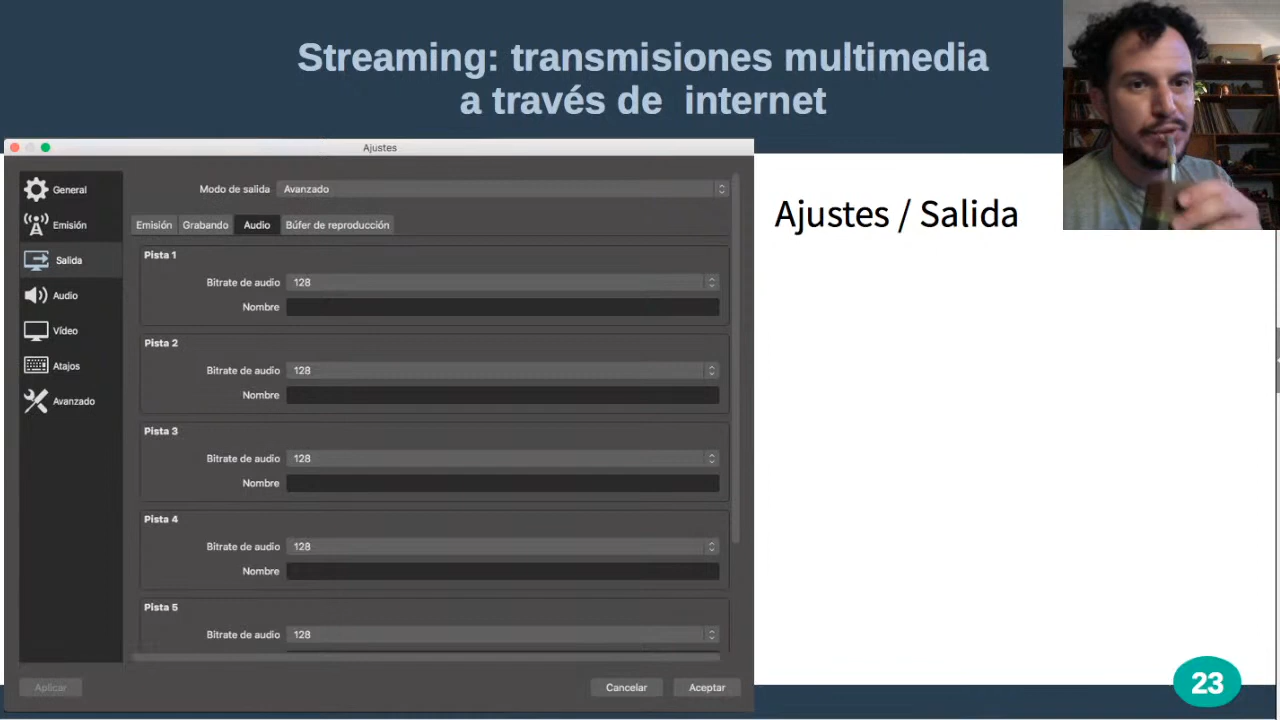 Streaming: transmisiones multimedia
a través de internet
Ajustes
Ajustes / Salida
General
Emisión
Salida
Audio
Vídeo
Atajos
Avanzado
Modo de salida Avanzado
Emisión Grabando Audio Búfer de reproducción
Pista 1
Bitrate de audio 128
Nombre
Pista 2
Bitrate de audio 128
Nombre
Pista 3
Bitrate de audio 128
Nombre
Pista 4
Bitrate de audio 128
Nombre
Pista 5
Bitrate de audio 128
Aplicar Cancelar Aceptar
23